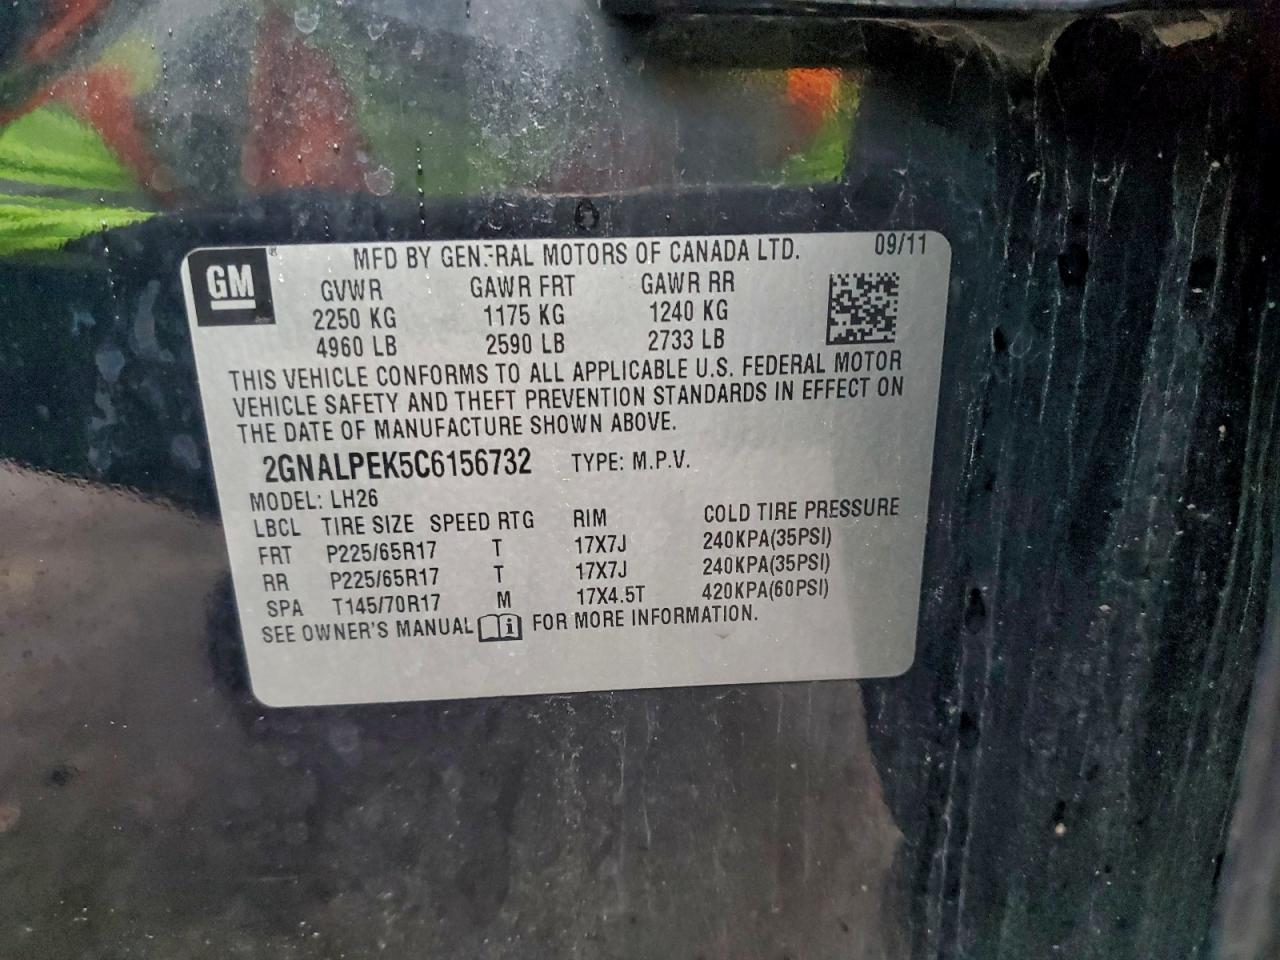 GM ®
MFD BY GENERAL MOTORS OF CANADA LTD. 09/11
GVWR GAWR FRT GAWR RR
2250 KG 1175 KG 1240 KG
4960 LB 2590 LB 2733 LB
THIS VEHICLE CONFORMS TO ALL APPLICABLE U.S. FEDERAL MOTOR
VEHICLE SAFETY AND THEFT PREVENTION STANDARDS IN EFFECT ON
THE DATE OF MANUFACTURE SHOWN ABOVE.
2GNALPEK5C6156732 TYPE: M.P.V.
MODEL: LH26
LBCL TIRE SIZE SPEED RTG RIM COLD TIRE PRESSURE
FRT P225/65R17 T 17X7J 240KPA(35PSI)
RR P225/65R17 T 17X7J 240KPA(35PSI)
SPA T145/70R17 M 17X4.5T 420KPA(60PSI)
SEE OWNER'S MANUAL i FOR MORE INFORMATION.